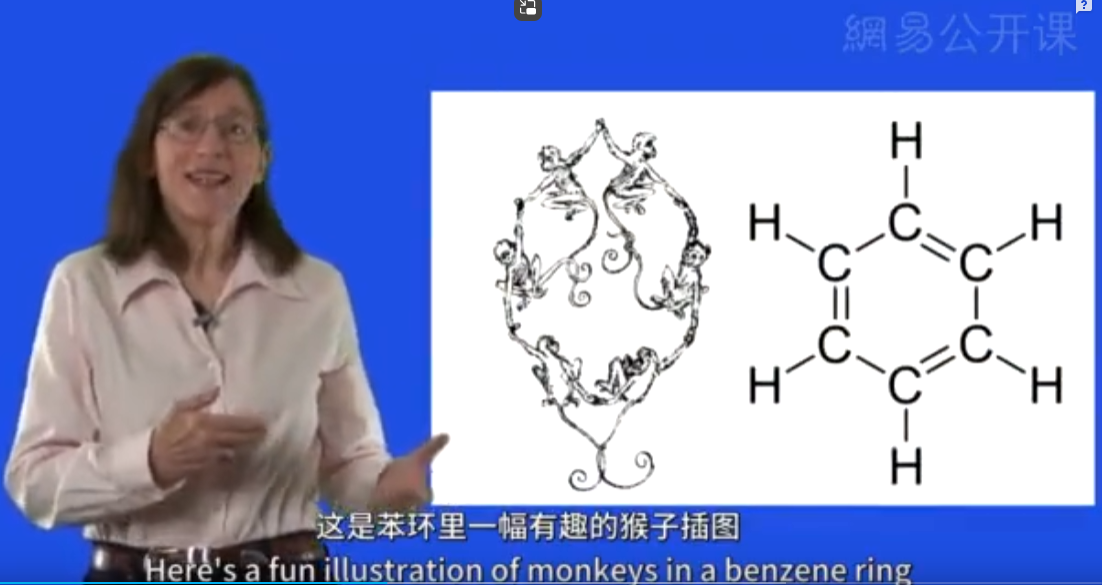 ?
網易公开课
H
H H
C
C C
C C
C
H H
H
这是苯环里一幅有趣的猴子插图
Here's a fun illustration of monkeys in a benzene ring